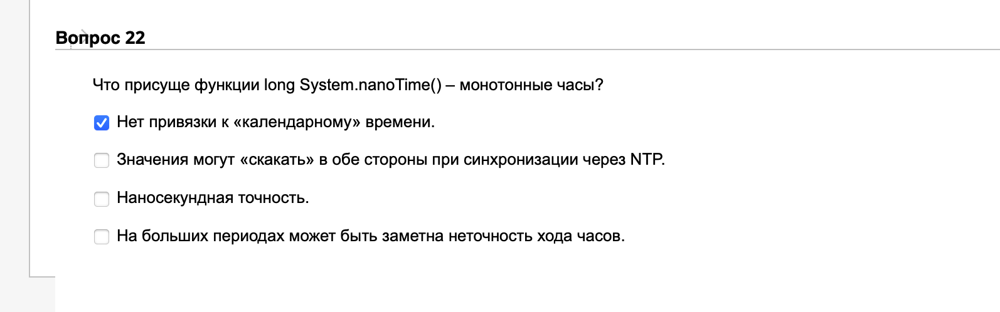 Вопрос 22
Что присуще функции long System.nanoTime() – монотонные часы?
Нет привязки к «календарному» времени.
Значения могут «скакать» в обе стороны при синхронизации через NTP.
Наносекундная точность.
На больших периодах может быть заметна неточность хода часов.